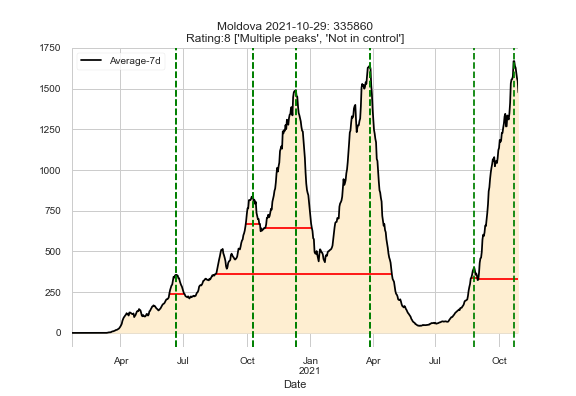 Moldova 2021-10-29: 335860
Rating:8 ['Multiple peaks', 'Not in control']
Average-7d
1750
1500
1250
1000
750
500
250
0
Apr Jul Oct Jan Apr Jul Oct
2021
Date